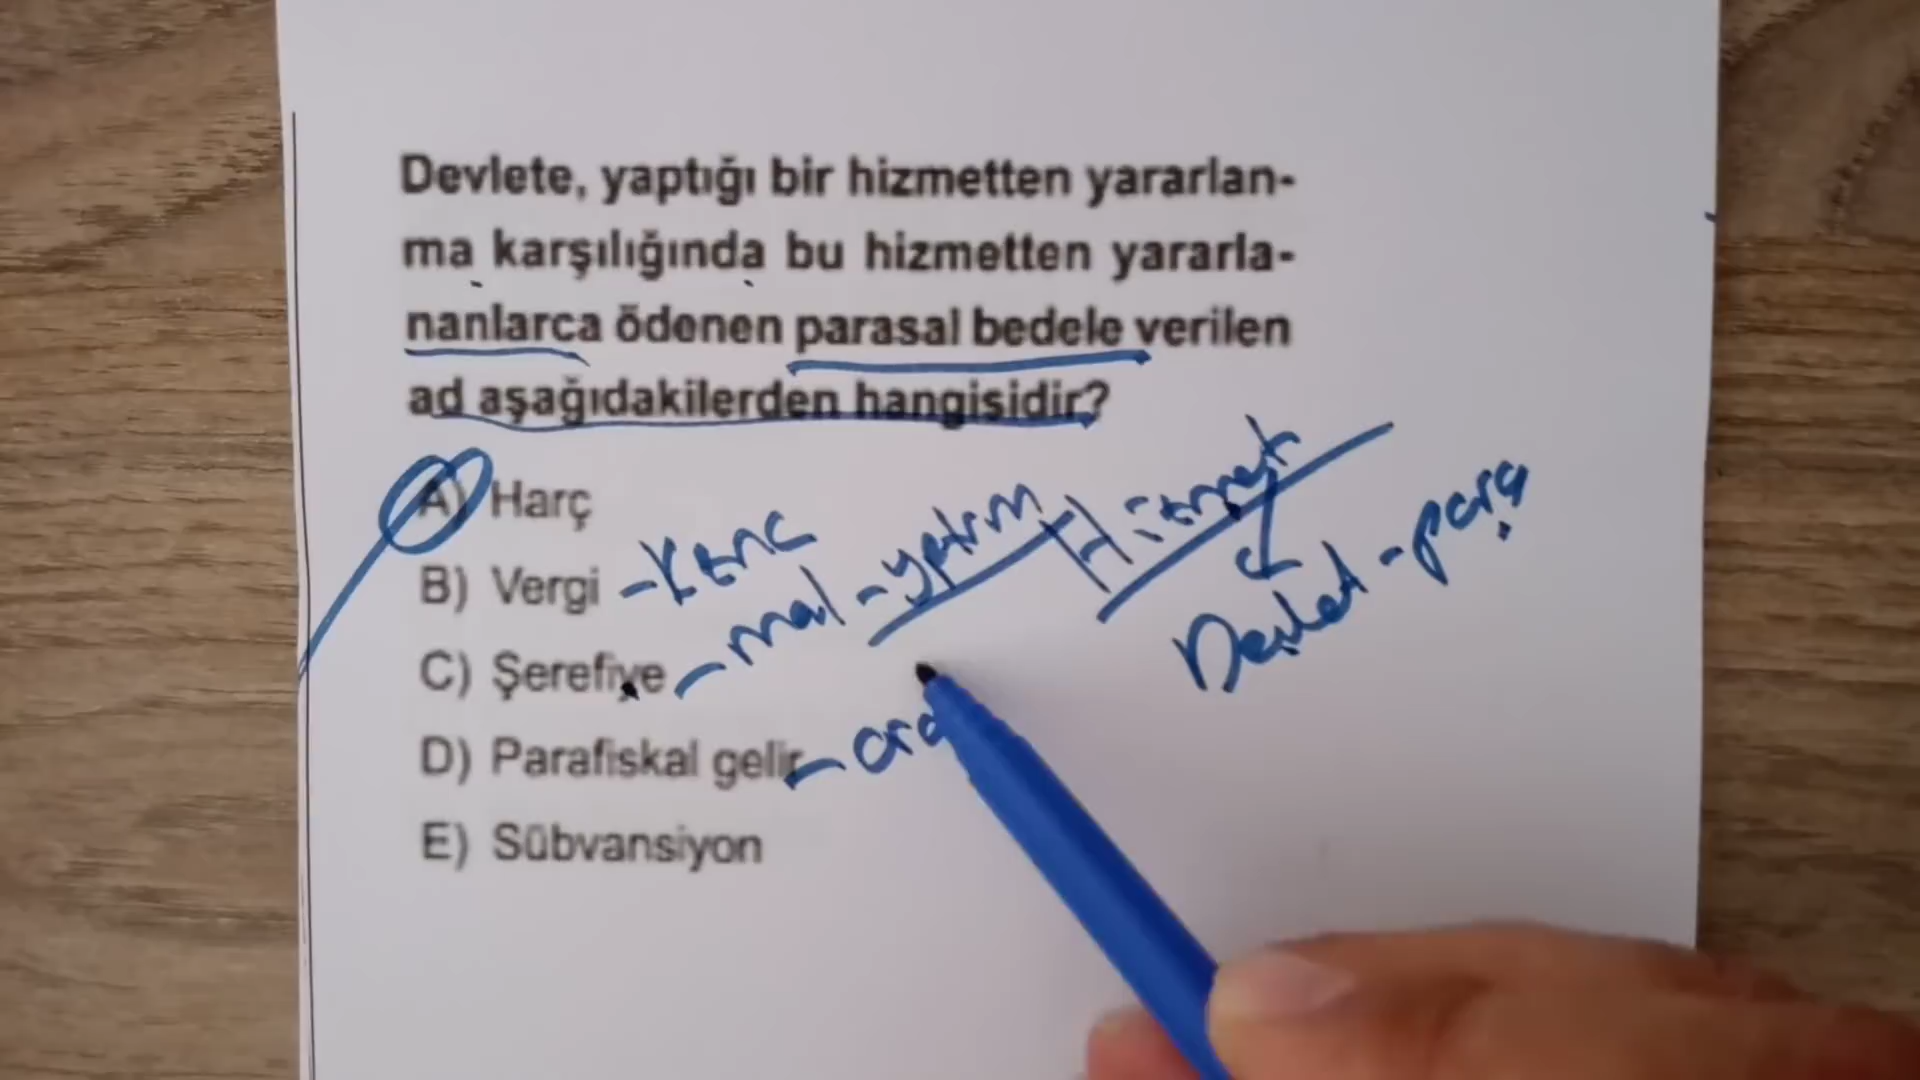 Devlete, yaptığı bir hizmetten yararlan-
ma karşılığında bu hizmetten yararla-
nanlarca ödenen parasal bedele verilen
ad aşağıdakilerden hangisidir?
A) Harç
B) Vergi
C) Şerefiye - mal - yatırım
D) Parafiskal gelir - ara
E) Sübvansiyon
Hizmet
Devlet - para